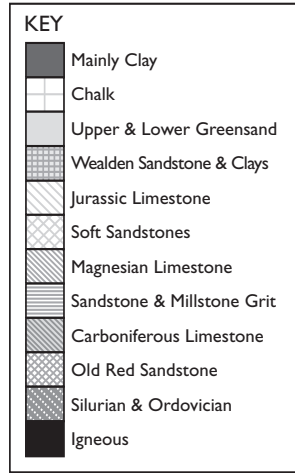 KEY
Mainly Clay
Chalk
Upper & Lower Greensand
Wealden Sandstone & Clays
Jurassic Limestone
Soft Sandstones
Magnesian Limestone
Sandstone & Millstone Grit
Carboniferous Limestone
Old Red Sandstone
Silurian & Ordovician
Igneous